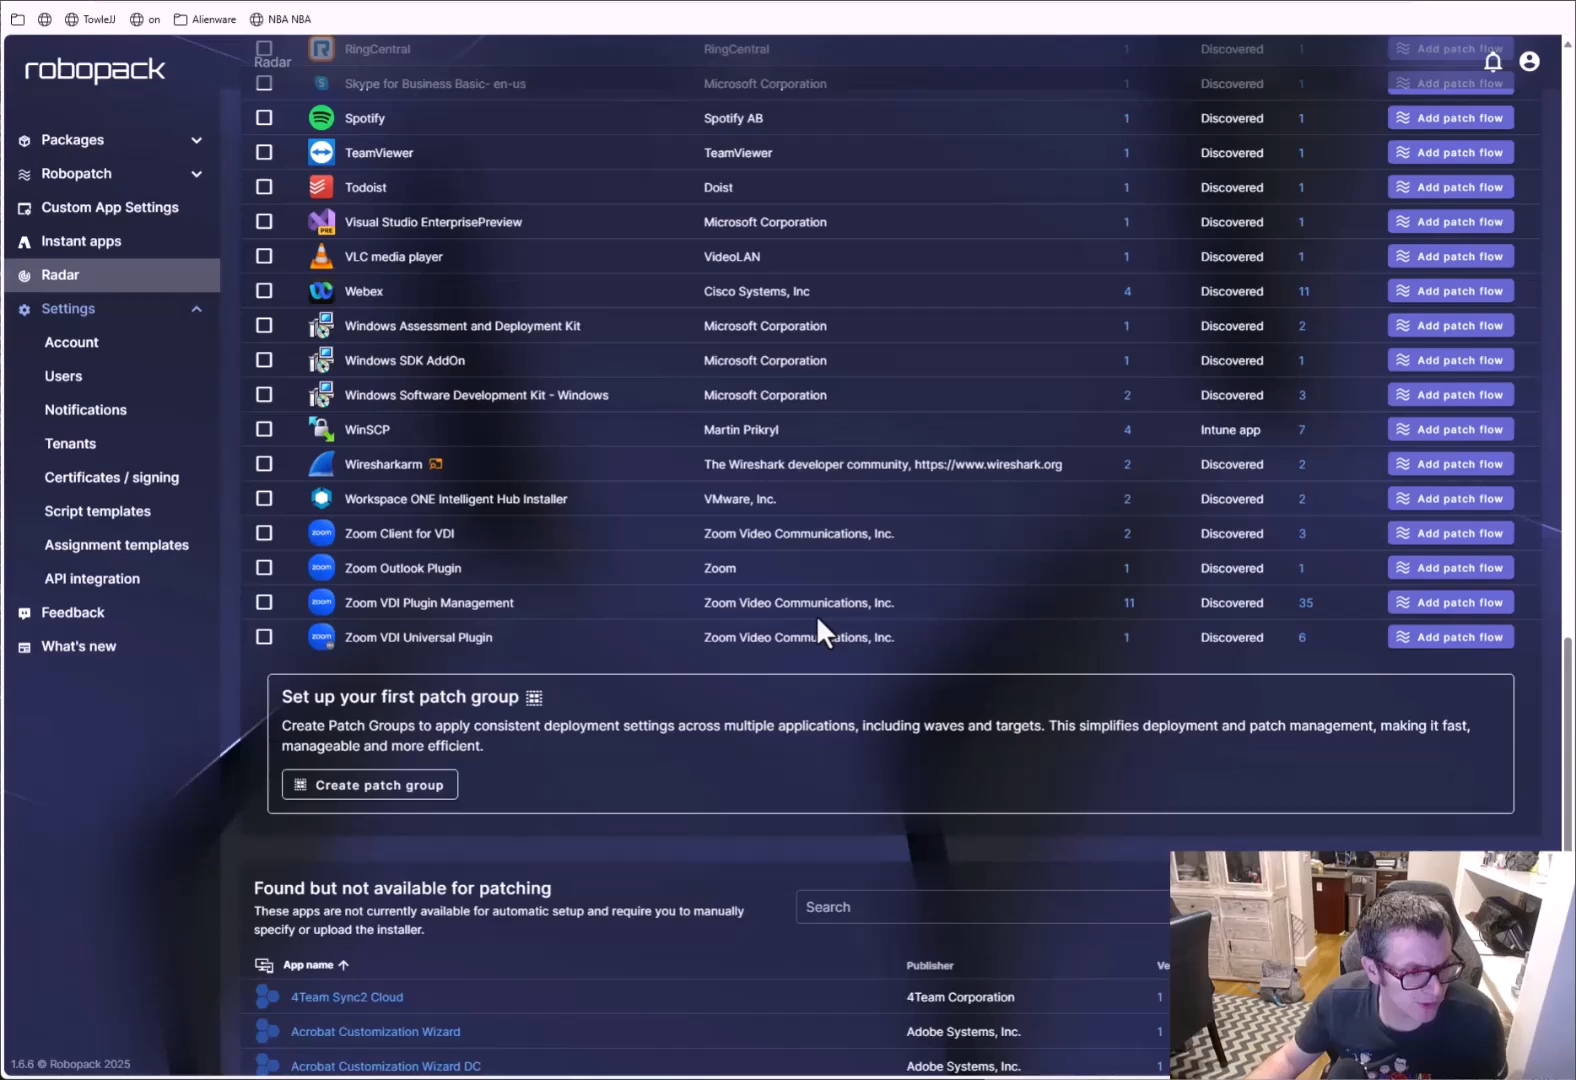 TowleJJ on Alienware NBA NBA
robopack
Packages
Robopatch
Custom App Settings
Instant apps
Radar
Settings
Account
Users
Notifications
Tenants
Certificates / signing
Script templates
Assignment templates
API integration
Feedback
What's new
1.6.6 © Robopack 2025
Radar
RingCentral RingCentral 1 Discovered 1 Add patch flow
Skype for Business Basic- en-us Microsoft Corporation 1 Discovered 1 Add patch flow
Spotify Spotify AB 1 Discovered 1 Add patch flow
TeamViewer TeamViewer 1 Discovered 1 Add patch flow
Todoist Doist 1 Discovered 1 Add patch flow
Visual Studio EnterprisePreview Microsoft Corporation 1 Discovered 1 Add patch flow
VLC media player VideoLAN 1 Discovered 1 Add patch flow
Webex Cisco Systems, Inc 4 Discovered 11 Add patch flow
Windows Assessment and Deployment Kit Microsoft Corporation 1 Discovered 2 Add patch flow
Windows SDK AddOn Microsoft Corporation 1 Discovered 1 Add patch flow
Windows Software Development Kit - Windows Microsoft Corporation 2 Discovered 3 Add patch flow
WinSCP Martin Prikryl 4 Intune app 7 Add patch flow
Wiresharkarm The Wireshark developer community, https://www.wireshark.org 2 Discovered 2 Add patch flow
Workspace ONE Intelligent Hub Installer VMware, Inc. 2 Discovered 2 Add patch flow
zoom Zoom Client for VDI Zoom Video Communications, Inc. 2 Discovered 3 Add patch flow
zoom Zoom Outlook Plugin Zoom 1 Discovered 1 Add patch flow
zoom Zoom VDI Plugin Management Zoom Video Communications, Inc. 11 Discovered 35 Add patch flow
zoom Zoom VDI Universal Plugin Zoom Video Communications, Inc. 1 Discovered 6 Add patch flow
Set up your first patch group
Create Patch Groups to apply consistent deployment settings across multiple applications, including waves and targets. This simplifies deployment and patch management, making it fast,
manageable and more efficient.
Create patch group
Found but not available for patching
These apps are not currently available for automatic setup and require you to manually
specify or upload the installer.
Search
App name Publisher Ve
4Team Sync2 Cloud 4Team Corporation 1
Acrobat Customization Wizard Adobe Systems, Inc. 1
Acrobat Customization Wizard DC Adobe Systems, Inc. 1